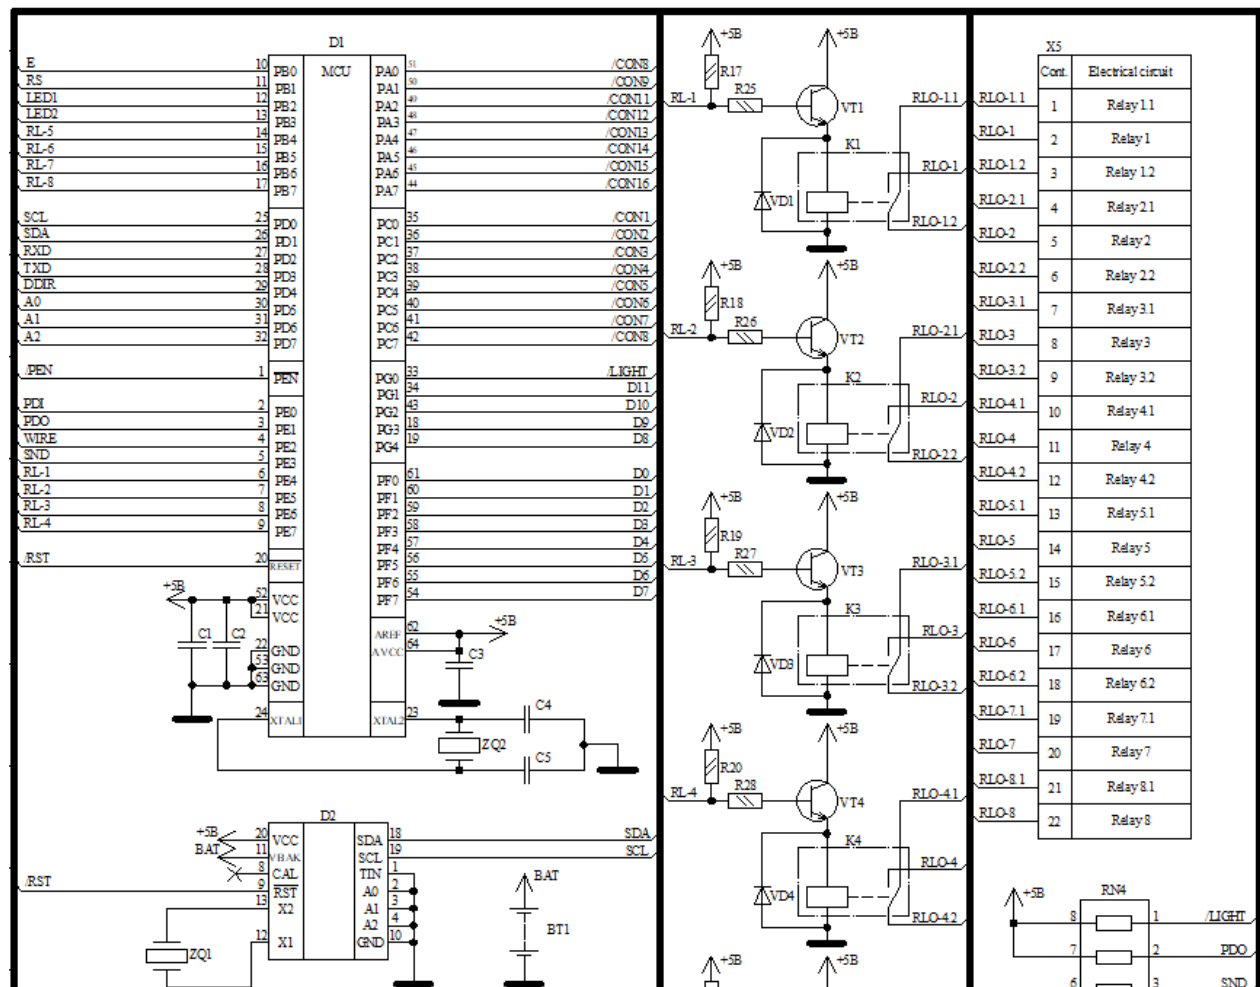 D1
MCU
E 10 PB0
RS 11 PB1
LED1 12 PB2
LED2 13 PB3
RL-5 14 PB4
RL-6 15 PB5
RL-7 16 PB6
RL-8 17 PB7
SCL 25 PD0
SDA 26 PD1
RXD 27 PD2
TXD 28 PD3
DDIR 29 PD4
A0 30 PD5
A1 31 PD6
A2 32 PD7
/PEN 1 PEN
PDI 2 PE0
PDO 3 PE1
WIRE 4 PE2
SND 5 PE3
RL-1 6 PE4
RL-2 7 PE5
RL-3 8 PE6
RL-4 9 PE7
/RST 20 RESET
+5B
52 VCC
21 VCC
C1 C2
22 GND
53 GND
63 GND
24 XTAL1
PA0 51 /CON8
PA1 50 /CON9
PA2 49 /CON11
PA3 48 /CON12
PA4 47 /CON13
PA5 46 /CON14
PA6 45 /CON15
PA7 44 /CON16
PC0 35 /CON1
PC1 36 /CON2
PC2 37 /CON3
PC3 38 /CON4
PC4 39 /CON5
PC5 40 /CON6
PC6 41 /CON7
PC7 42 /CON8
PG0 33 /LIGHT
PG1 34 D11
PG2 43 D10
PG3 18 D9
PG4 19 D8
PF0 61 D0
PF1 60 D1
PF2 59 D2
PF3 58 D3
PF4 57 D4
PF5 56 D5
PF6 55 D6
PF7 54 D7
AREF 62 +5B
AVCC 64
C3
XTAL2 23
C4
ZQ2
C5
D2
+5B 20 VCC
BAT 11 VBAK
8 CAL
/RST 9 RST
13 X2
12 X1
ZQ1
SDA 18 SDA
SCL 19 SCL
TIN 1
A0 2
A1 3
A2 4
GND 10
BAT
BT1
+5B +5B
R17
RL-1 R25 VT1
K1
VD1
RLO-1.1
RLO-1
RLO-1.2
+5B +5B
R18
RL-2 R26 VT2
K2
VD2
RLO-2.1
RLO-2
RLO-2.2
+5B +5B
R19
RL-3 R27 VT3
K3
VD3
RLO-3.1
RLO-3
RLO-3.2
+5B +5B
R20
RL-4 R28 VT4
K4
VD4
RLO-4.1
RLO-4
RLO-4.2
+5B +5B
X5
Cont. Electrical circuit
RLO-1.1 1 Relay 1.1
RLO-1 2 Relay 1
RLO-1.2 3 Relay 1.2
RLO-2.1 4 Relay 2.1
RLO-2 5 Relay 2
RLO-2.2 6 Relay 2.2
RLO-3.1 7 Relay 3.1
RLO-3 8 Relay 3
RLO-3.2 9 Relay 3.2
RLO-4.1 10 Relay 4.1
RLO-4 11 Relay 4
RLO-4.2 12 Relay 4.2
RLO-5.1 13 Relay 5.1
RLO-5 14 Relay 5
RLO-5.2 15 Relay 5.2
RLO-6.1 16 Relay 6.1
RLO-6 17 Relay 6
RLO-6.2 18 Relay 6.2
RLO-7.1 19 Relay 7.1
RLO-7 20 Relay 7
RLO-8.1 21 Relay 8.1
RLO-8 22 Relay 8
+5B
RN4
8 1 /LIGHT
7 2 PDO
6 3 SND